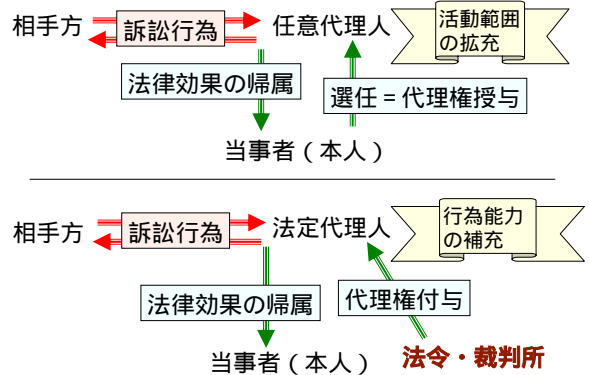 相手方
訴訟行為
任意代理人
活動範囲
の拡充
法律効果の帰属
選任＝代理権授与
当事者（本人）
相手方
訴訟行為
法定代理人
行為能力
の補充
法律効果の帰属
代理権付与
当事者（本人）
法令・裁判所